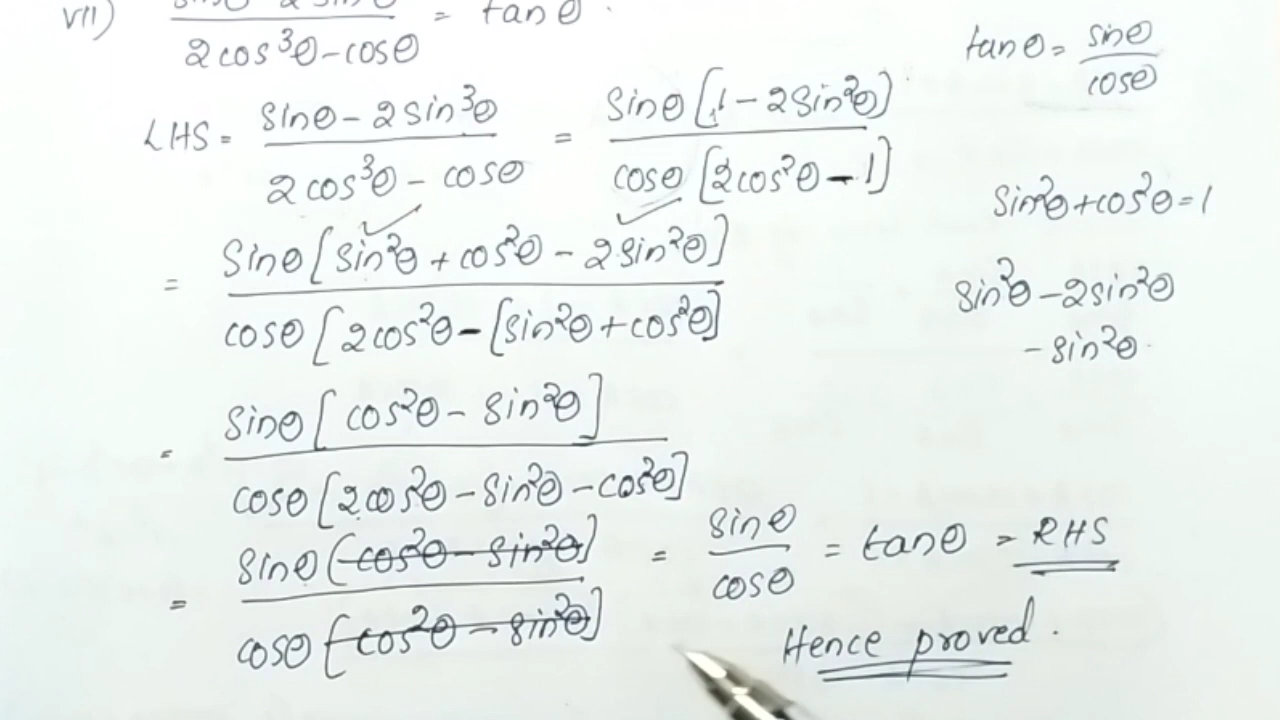 vii) sinθ - 2sin³θ / 2cos³θ - cosθ = tanθ.
tanθ = sinθ / cosθ
LHS = sinθ - 2sin³θ / 2cos³θ - cosθ = sinθ[1 - 2sin²θ] / cosθ[2cos²θ - 1]
sin²θ + cos²θ = 1
= sinθ[sin²θ + cos²θ - 2sin²θ] / cosθ[2cos²θ - [sin²θ + cos²θ]
sin²θ - 2sin²θ
- sin²θ
= sinθ[cos²θ - sin²θ] / cosθ[2cos²θ - sin²θ - cos²θ]
= sinθ[cos²θ - sin²θ] / cosθ[cos²θ - sin²θ] = sinθ / cosθ = tanθ = RHS
Hence proved.